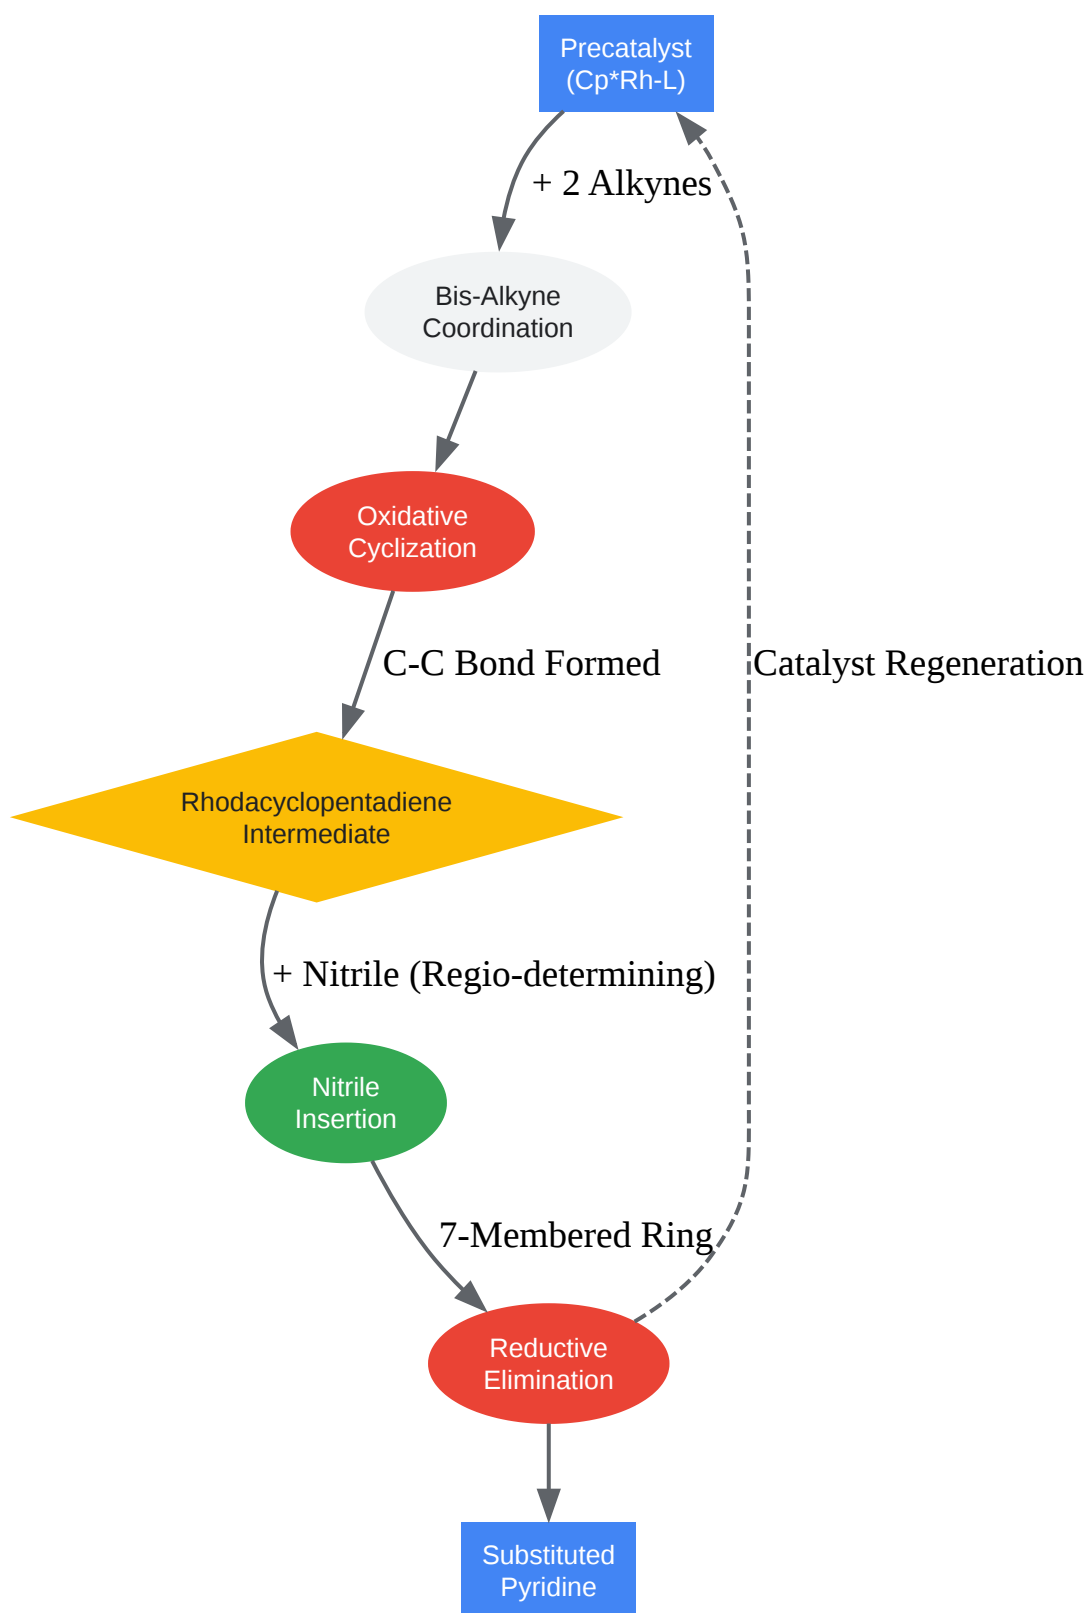 Precatalyst
(Cp*Rh-L)
+ 2 Alkynes
Bis-Alkyne
Coordination
Oxidative
Cyclization
C-C Bond Formed
Catalyst Regeneration
Rhodacyclopentadiene
Intermediate
+ Nitrile (Regio-determining)
Nitrile
Insertion
7-Membered Ring
Reductive
Elimination
Substituted
Pyridine